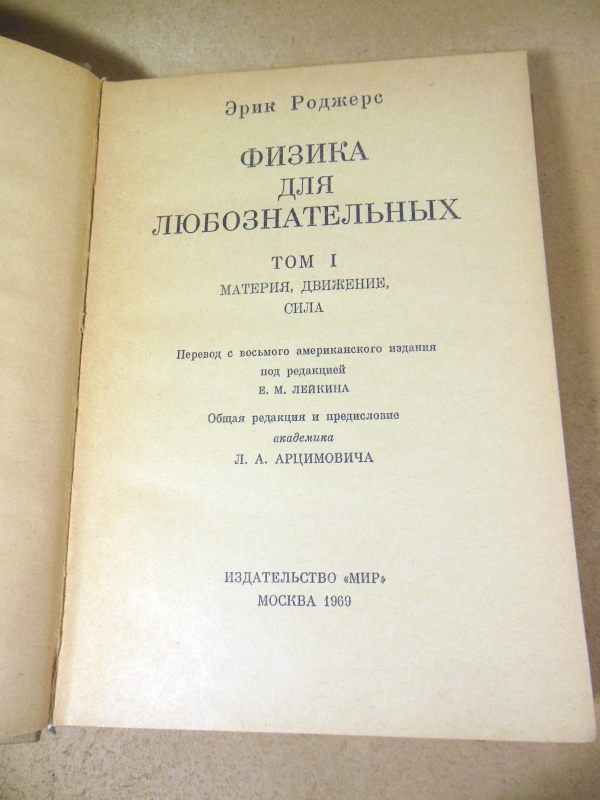 Эрик Роджерс
ФИЗИКА
ДЛЯ
ЛЮБОЗНАТЕЛЬНЫХ
ТОМ I
МАТЕРИЯ, ДВИЖЕНИЕ,
СИЛА
Перевод с восьмого американского издания
под редакцией
Е. М. ЛЕЙКИНА
Общая редакция и предисловие
академика
Л. А. АРЦИМОВИЧА
ИЗДАТЕЛЬСТВО «МИР»
МОСКВА 1969